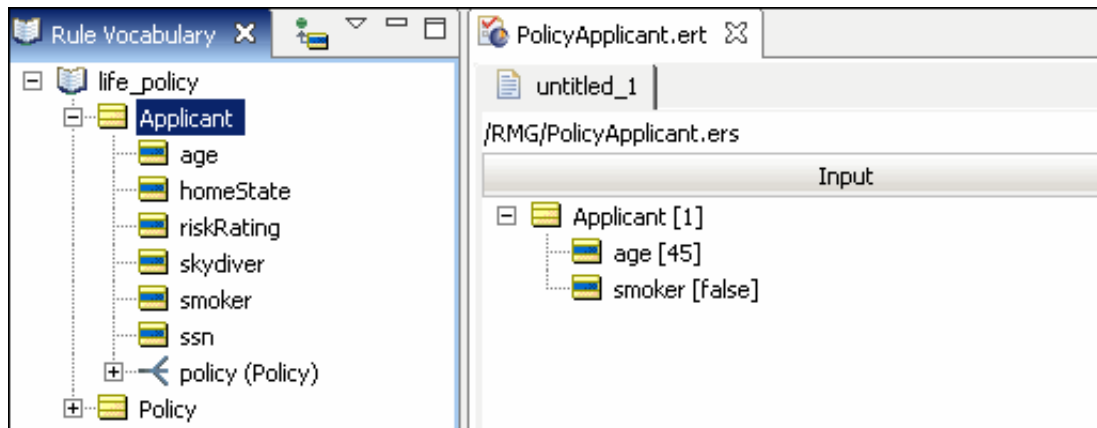 Rule Vocabulary
life_policy
Applicant
age
homeState
riskRating
skydiver
smoker
ssn
policy (Policy)
Policy
PolicyApplicant.ert
untitled_1
/RMG/PolicyApplicant.ers
Input
Applicant [1]
age [45]
smoker [false]